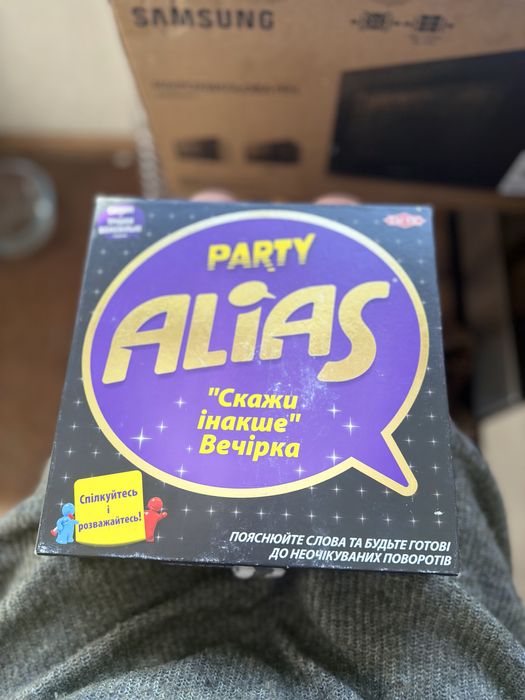 SAMSUNG
PARTY
ALiAS
"Скажи
інакше"
Вечірка
Спілкуйтесь
і
розважайтесь!
ПОЯСНЮЙТЕ СЛОВА ТА БУДЬТЕ ГОТОВІ
ДО НЕОЧІКУВАНИХ ПОВОРОТІВ